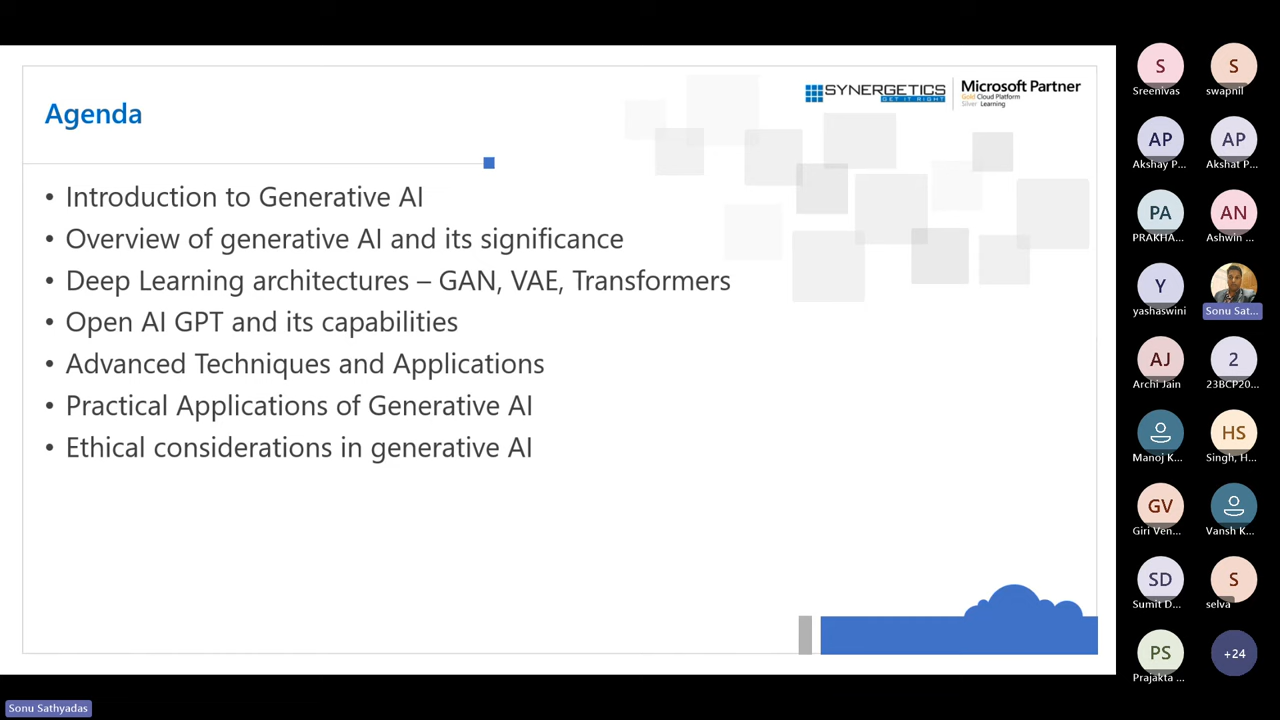 Agenda
SYNERGETICS
GET IT RIGHT
Microsoft Partner
Gold Cloud Platform
Silver Learning
• Introduction to Generative AI
• Overview of generative AI and its significance
• Deep Learning architectures – GAN, VAE, Transformers
• Open AI GPT and its capabilities
• Advanced Techniques and Applications
• Practical Applications of Generative AI
• Ethical considerations in generative AI
S
Sreenivas
S
swapnil
AP
Akshay P...
AP
Akshat P...
PA
PRAKHA...
AN
Ashwin ...
Y
yashaswini
Sonu Sat...
AJ
Archi Jain
2
23BCP20...
Manoj K...
HS
Singh, H...
GV
Giri Ven...
Vansh K...
SD
Sumit D...
S
selva
PS
Prajakta ...
+24
Sonu Sathyadas